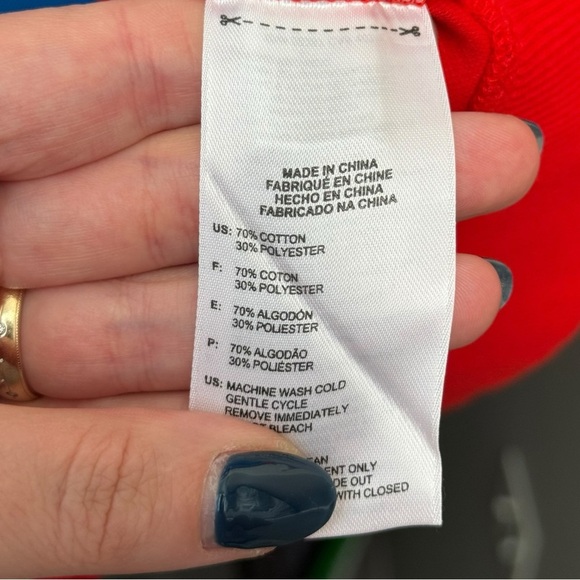 MADE IN CHINA
FABRIQUÉ EN CHINE
HECHO EN CHINA
FABRICADO NA CHINA
US: 70% COTTON
30% POLYESTER
F: 70% COTON
30% POLYESTER
E: 70% ALGODÓN
30% POLIESTER
P: 70% ALGODÃO
30% POLIÉSTER
US: MACHINE WASH COLD
GENTLE CYCLE
REMOVE IMMEDIATELY
BLEACH
ONLY
OUT
WITH CLOSED